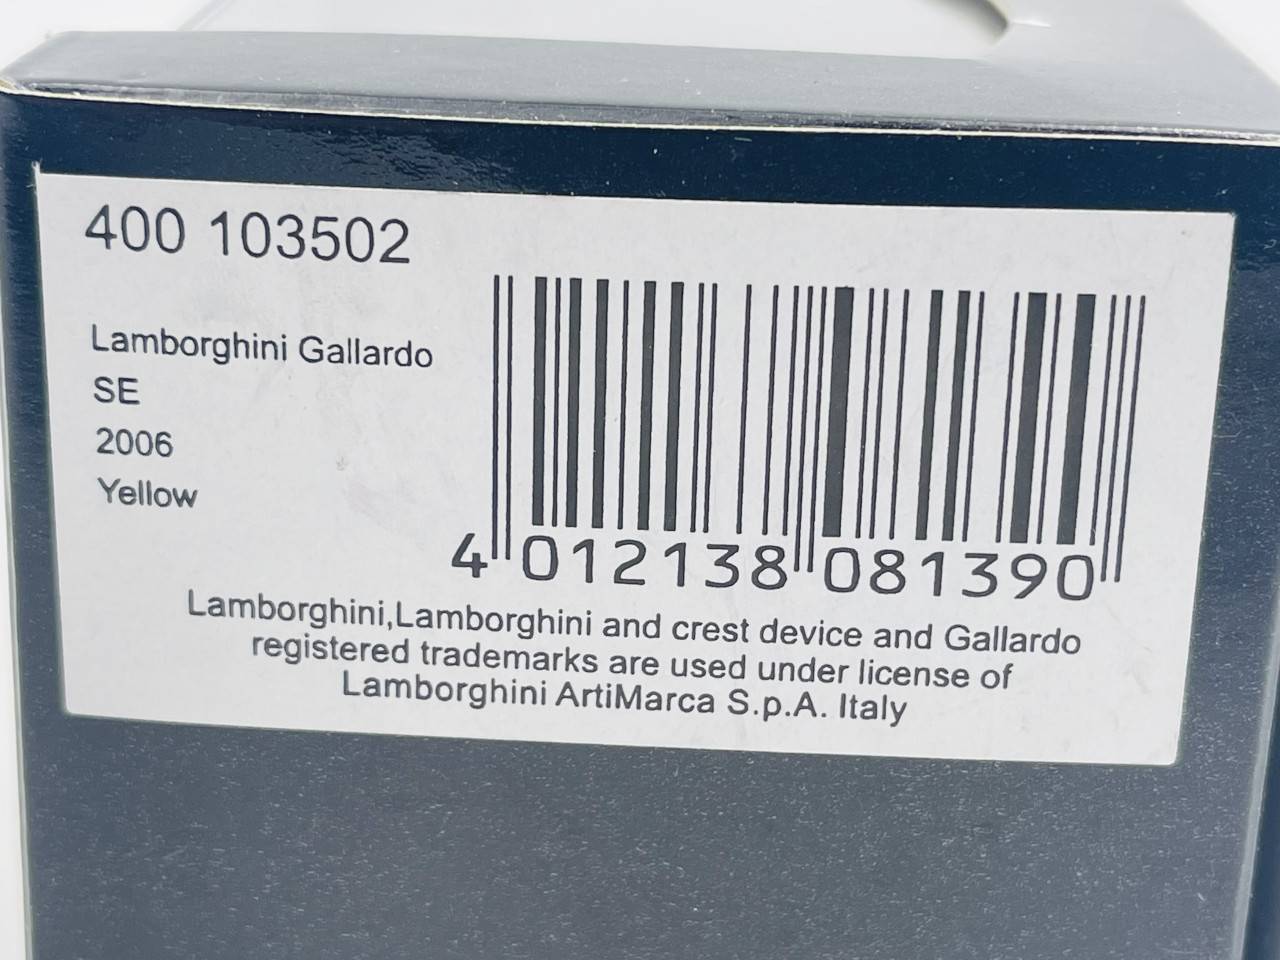 400 103502
Lamborghini Gallardo
SE
2006
Yellow
4 012138 081390
Lamborghini,Lamborghini and crest device and Gallardo
registered trademarks are used under license of
Lamborghini ArtiMarca S.p.A. Italy